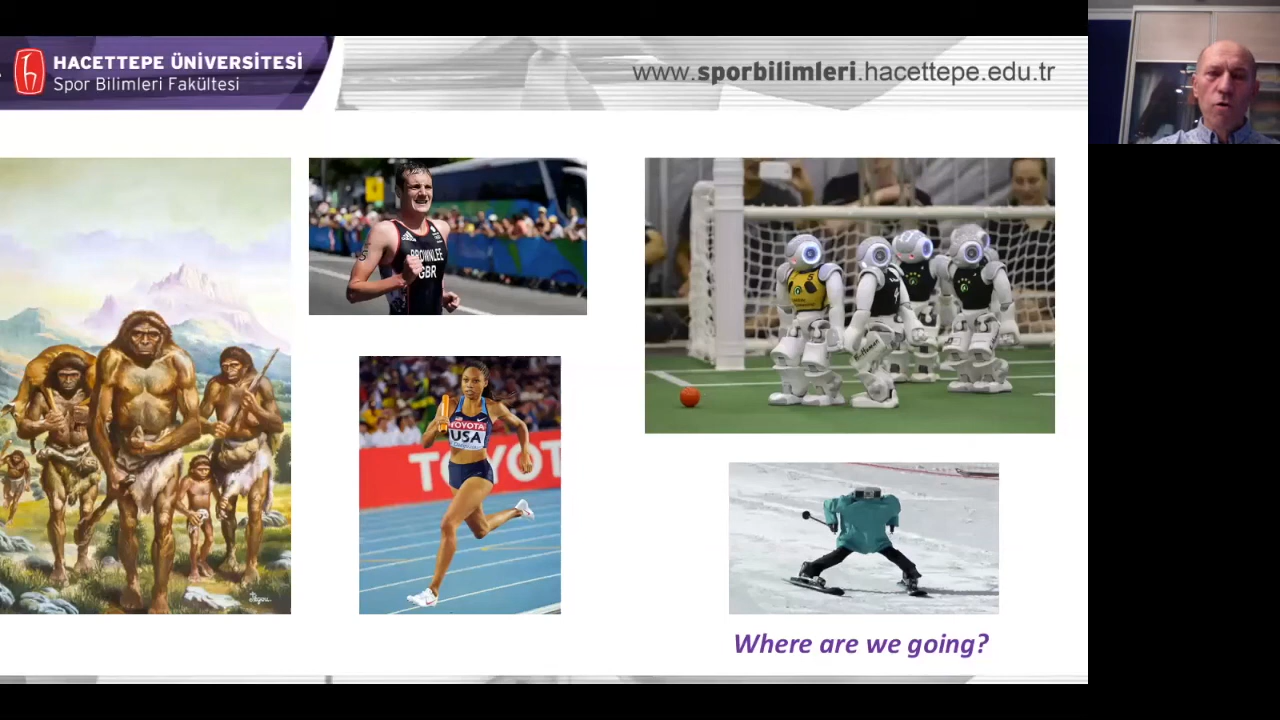 HACETTEPE ÜNİVERSİTESİ
Spor Bilimleri Fakültesi
www.sporbilimleri.hacettepe.edu.tr
BROWNLEE
GBR
TOYOTA
USA
TOYOT
5
Where are we going?